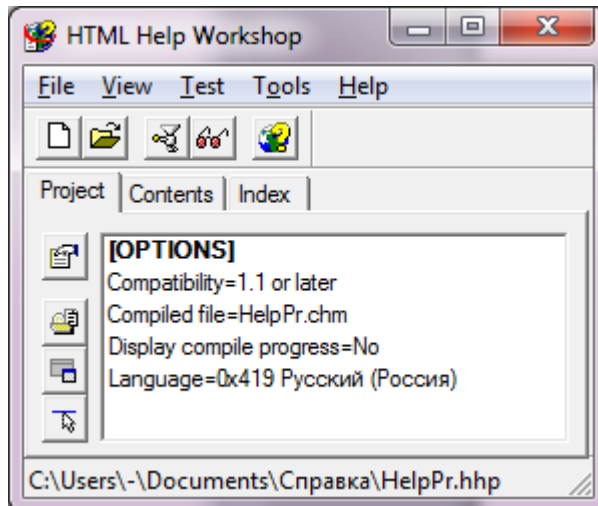 HTML Help Workshop
File View Test Tools Help
Project Contents Index
[OPTIONS]
Compatibility=1.1 or later
Compiled file=HelpPr.chm
Display compile progress=No
Language=0x419 Русский (Россия)
C:\Users\-\Documents\Справка\HelpPr.hhp